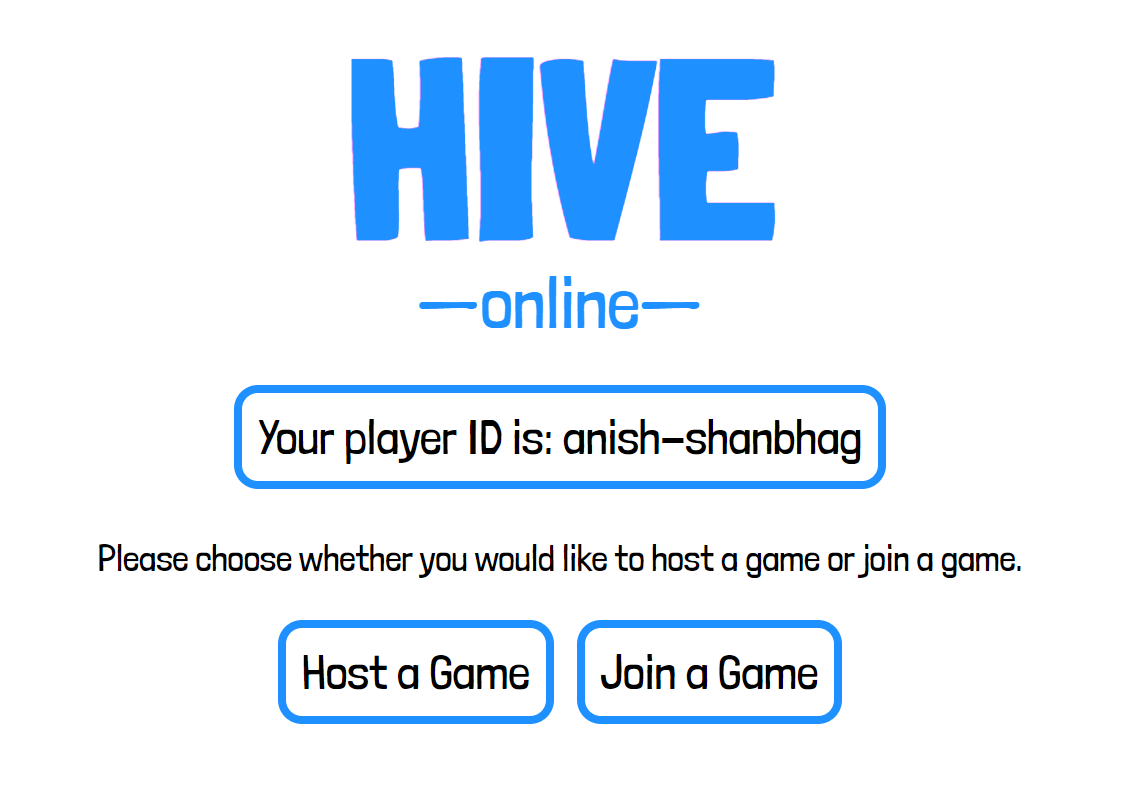 HIVE
—online—
Your player ID is: anish-shanbhag
Please choose whether you would like to host a game or join a game.
Host a Game
Join a Game